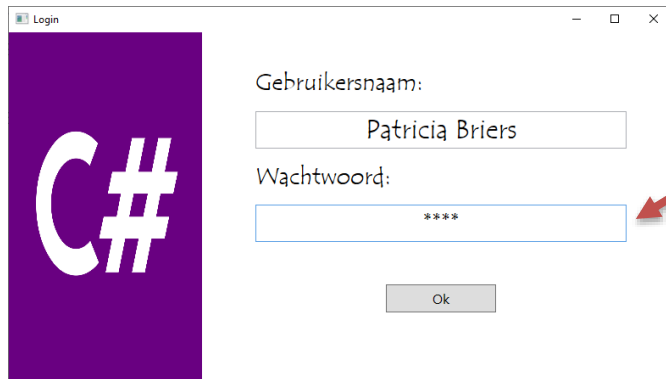 Login
C#
Gebruikersnaam:
Patricia Briers
Wachtwoord:
****
Ok